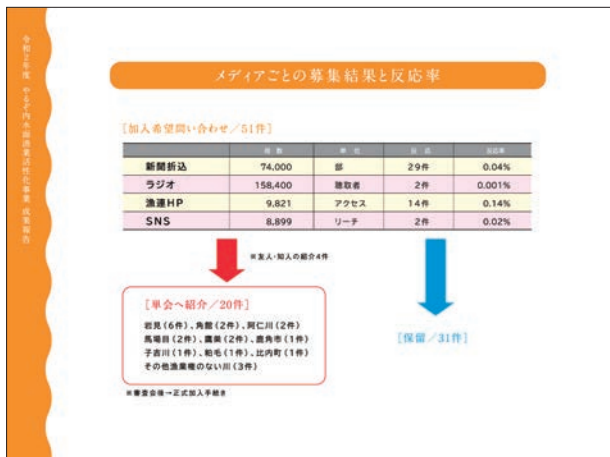 令和2年度 やるぞ内水面漁業活性化事業 成果報告
メディアごとの募集結果と反応率
［加入希望問い合わせ／51件］
母数 単位 反応 反応率
新聞折込 74,000 部 29件 0.04%
ラジオ 158,400 聴取者 2件 0.001%
漁連HP 9,821 アクセス 14件 0.14%
SNS 8,899 リーチ 2件 0.02%
※友人・知人の紹介4件
［単会へ紹介／20件］
岩見（6件）、角館（2件）、阿仁川（2件）
馬場目（2件）、鷹巣（2件）、鹿角市（1件）
子吉川（1件）、粕毛（1件）、比内町（1件）
その他漁業権のない川（3件）
［保留／31件］
※審査会後→正式加入手続き